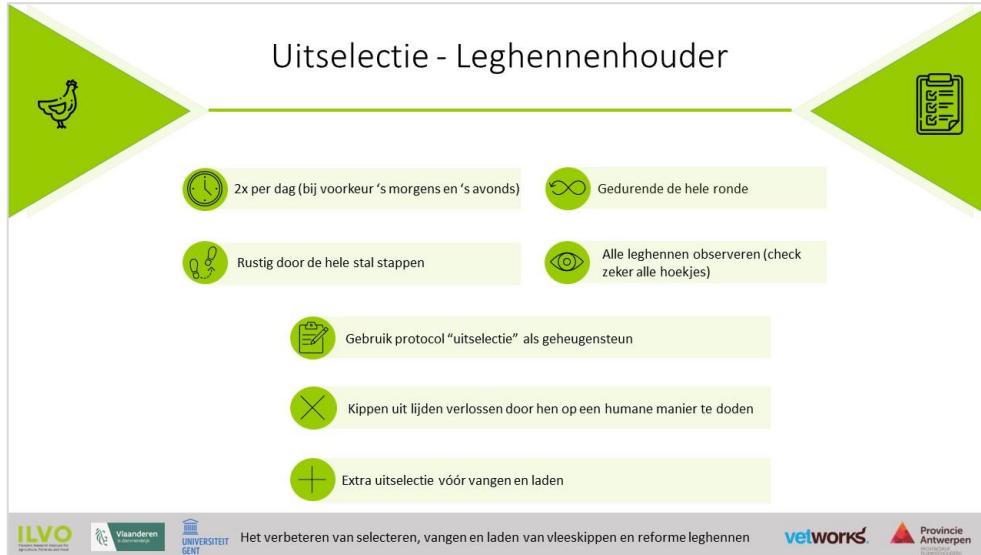 Uitselectie - Leghennenhouder
2x per dag (bij voorkeur ‘s morgens en ‘s avonds)
Gedurende de hele ronde
Rustig door de hele stal stappen
Alle leghennen observeren (check
zeker alle hoekjes)
Gebruik protocol “uitselectie” als geheugensteun
Kippen uit lijden verlossen door hen op een humane manier te doden
Extra uitselectie vóór vangen en laden
ILVO
Vlaanderen
UNIVERSITEIT
GENT
Het verbeteren van selecteren, vangen en laden van vleeskippen en reforme leghennen
vetworks.
Provincie
Antwerpen